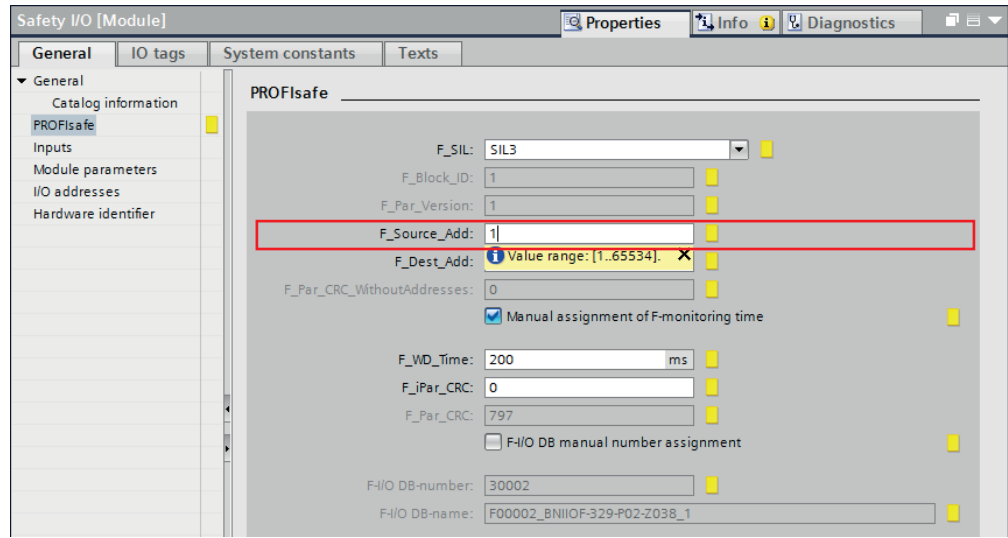 Safety I/O [Module]
Properties
Info
Diagnostics
General
IO tags
System constants
Texts
General
Catalog information
PROFIsafe
Inputs
Module parameters
I/O addresses
Hardware identifier
PROFIsafe
F_SIL: SIL3
F_Block_ID: 1
F_Par_Version: 1
F_Source_Add: 1
F_Dest_Add: Value range: [1..65534].
F_Par_CRC_WithoutAddresses: 0
Manual assignment of F-monitoring time
F_WD_Time: 200 ms
F_iPar_CRC: 0
F_Par_CRC: 797
F-I/O DB manual number assignment
F-I/O DB-number: 30002
F-I/O DB-name: F00002_BNIIOF-329-P02-Z038_1